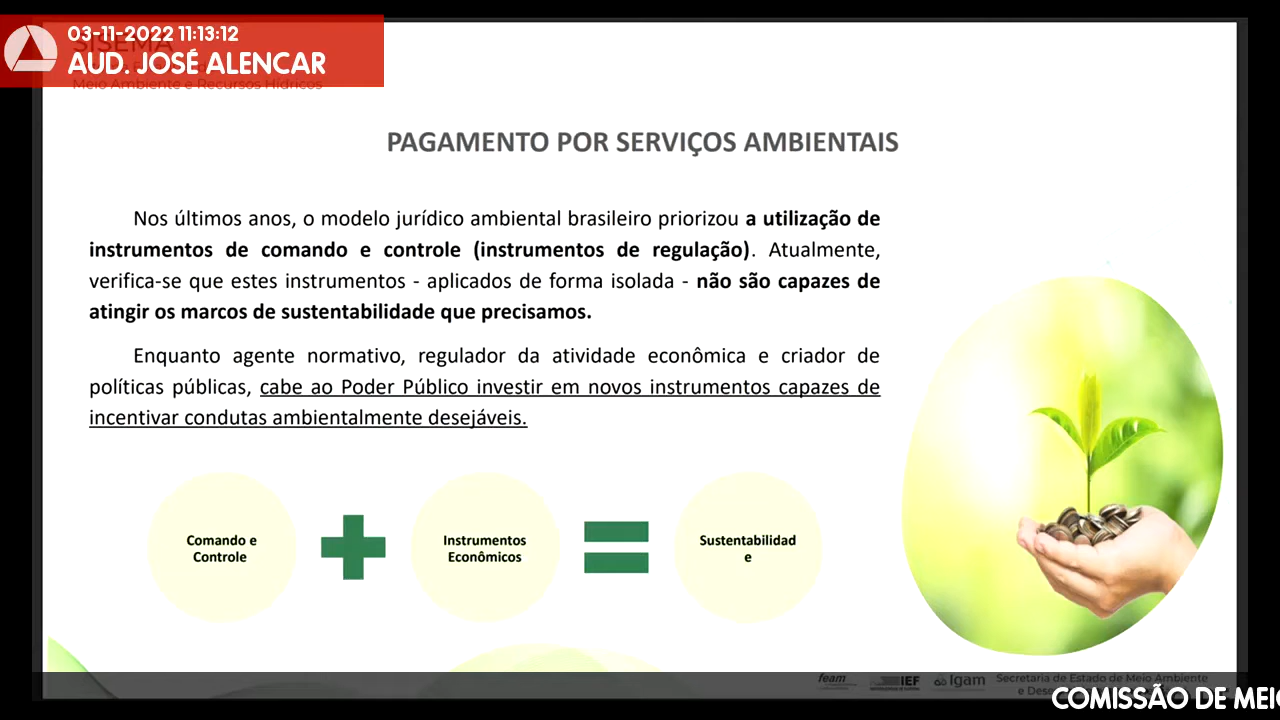 03-11-2022 11:13:12
SISEMA
AUD. JOSÉ ALENCAR
Meio Ambiente e Recursos Hídricos
PAGAMENTO POR SERVIÇOS AMBIENTAIS
Nos últimos anos, o modelo jurídico ambiental brasileiro priorizou a utilização de
instrumentos de comando e controle (instrumentos de regulação). Atualmente,
verifica-se que estes instrumentos - aplicados de forma isolada - não são capazes de
atingir os marcos de sustentabilidade que precisamos.
Enquanto agente normativo, regulador da atividade econômica e criador de
políticas públicas, cabe ao Poder Público investir em novos instrumentos capazes de
incentivar condutas ambientalmente desejáveis.
Comando e
Controle
Instrumentos
Econômicos
Sustentabilidad
e
feam
IEF
Igam
Secretaria de Estado de Meio Ambiente
e
COMISSÃO DE